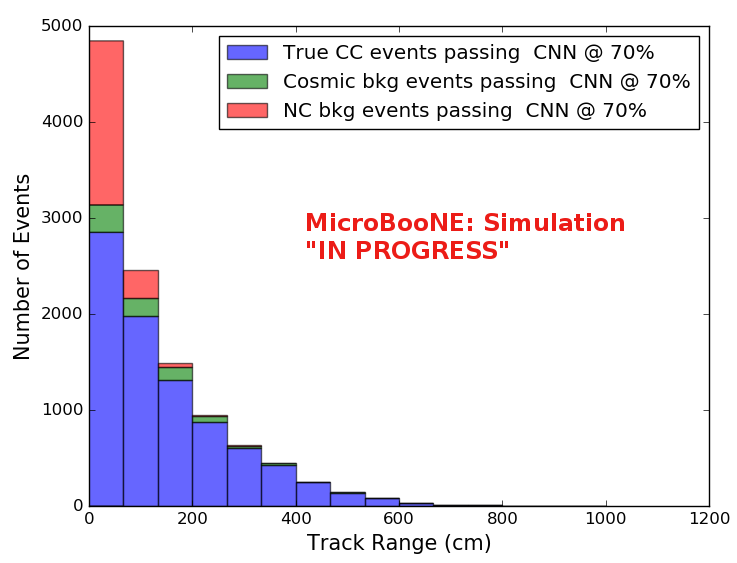 5000
4000
3000
2000
1000
0
Number of Events
True CC events passing  CNN @ 70%
Cosmic bkg events passing  CNN @ 70%
NC bkg events passing  CNN @ 70%
MicroBooNE: Simulation
"IN PROGRESS"
0 200 400 600 800 1000 1200
Track Range (cm)